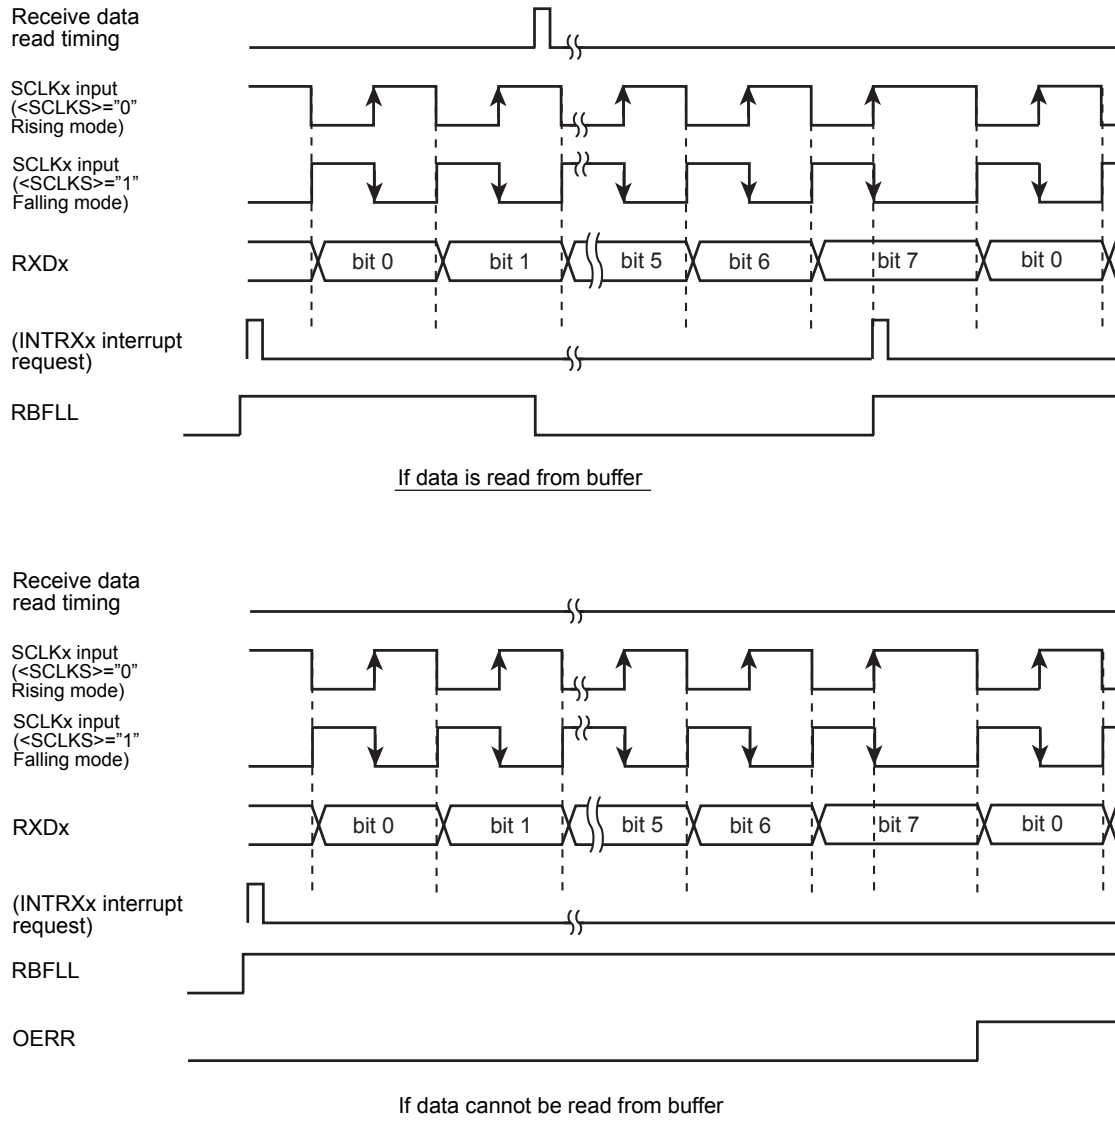 Receive data
read timing
SCLKx input
(<SCLKS>=”0”
Rising mode)
SCLKx input
(<SCLKS>=”1”
Falling mode)
RXDx
bit 0
bit 1
bit 5
bit 6
bit 7
bit 0
(INTRXx interrupt
request)
RBFLL
If data is read from buffer
Receive data
read timing
SCLKx input
(<SCLKS>=”0”
Rising mode)
SCLKx input
(<SCLKS>=”1”
Falling mode)
RXDx
bit 0
bit 1
bit 5
bit 6
bit 7
bit 0
(INTRXx interrupt
request)
RBFLL
OERR
If data cannot be read from buffer